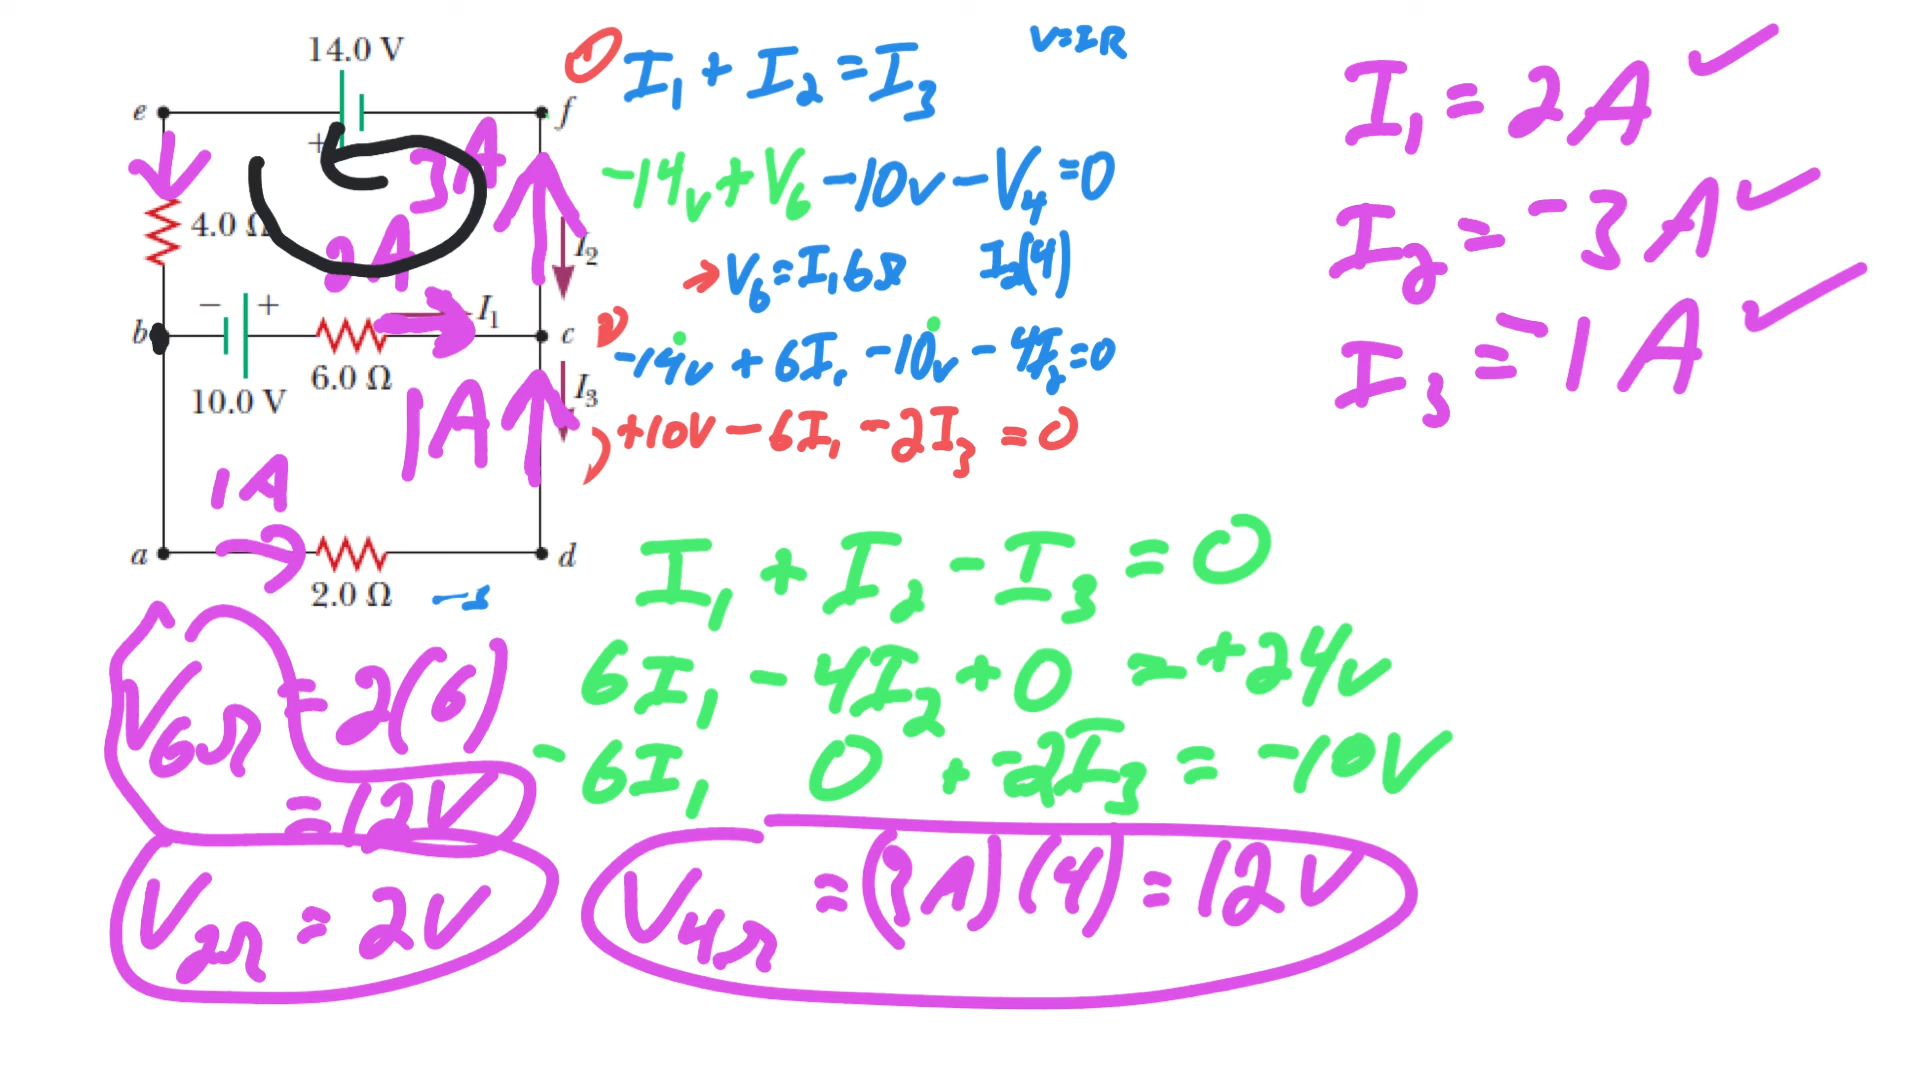 14.0 V
e
f
+
3A
4.0 Ω
2A
I₂
b
− +
I₁
c
6.0 Ω
10.0 V
1A
I₃
1A
a
d
2.0 Ω
V=IR
① I₁ + I₂ = I₃
-14v + V₆ -10v - V₄ = 0
→ V₆ = I₁6Ω I₂(4)
-14v + 6I₁ -10v - 4I₂ = 0
+10V - 6I₁ - 2I₃ = 0
I₁ = 2A ✓
I₂ = -3A ✓
I₃ = -1A ✓
I₁ + I₂ - I₃ = 0
6I₁ - 4I₂ + 0 = +24v
-6I₁ 0 + -2I₃ = -10V
V₆Ω = 2(6)
= 12V
V₂Ω = 2V
V₄Ω = (3A)(4) = 12V